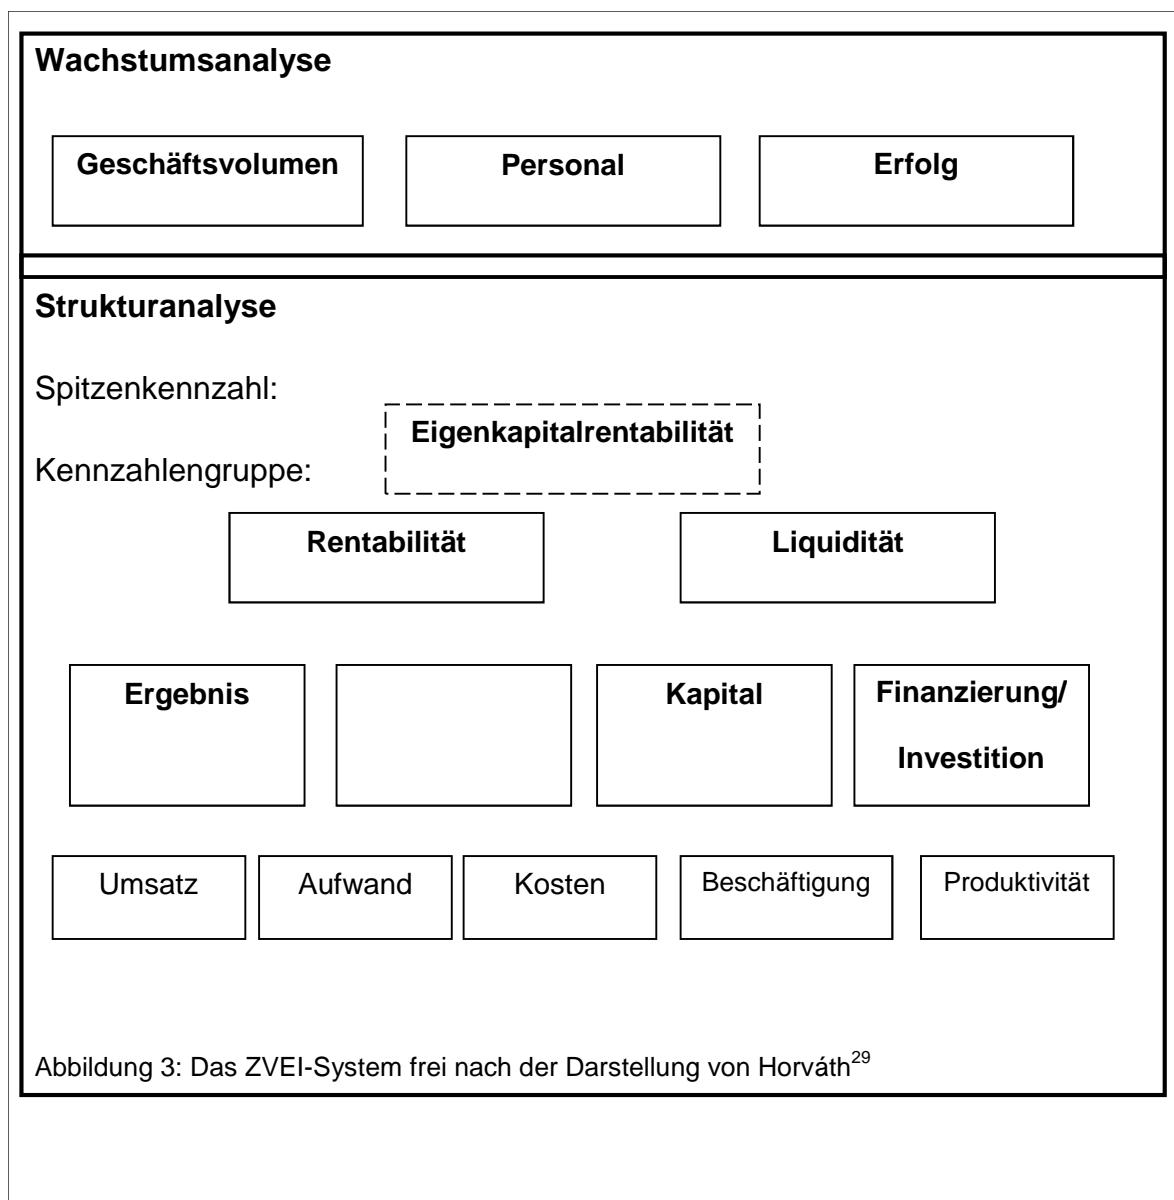 Wachstumsanalyse
Geschäftsvolumen Personal Erfolg
Strukturanalyse
Spitzenkennzahl:
Eigenkapitalrentabilität
Kennzahlengruppe:
Rentabilität Liquidität
Ergebnis Kapital Finanzierung/
Investition
Umsatz Aufwand Kosten Beschäftigung Produktivität
Abbildung 3: Das ZVEI-System frei nach der Darstellung von Horváth29